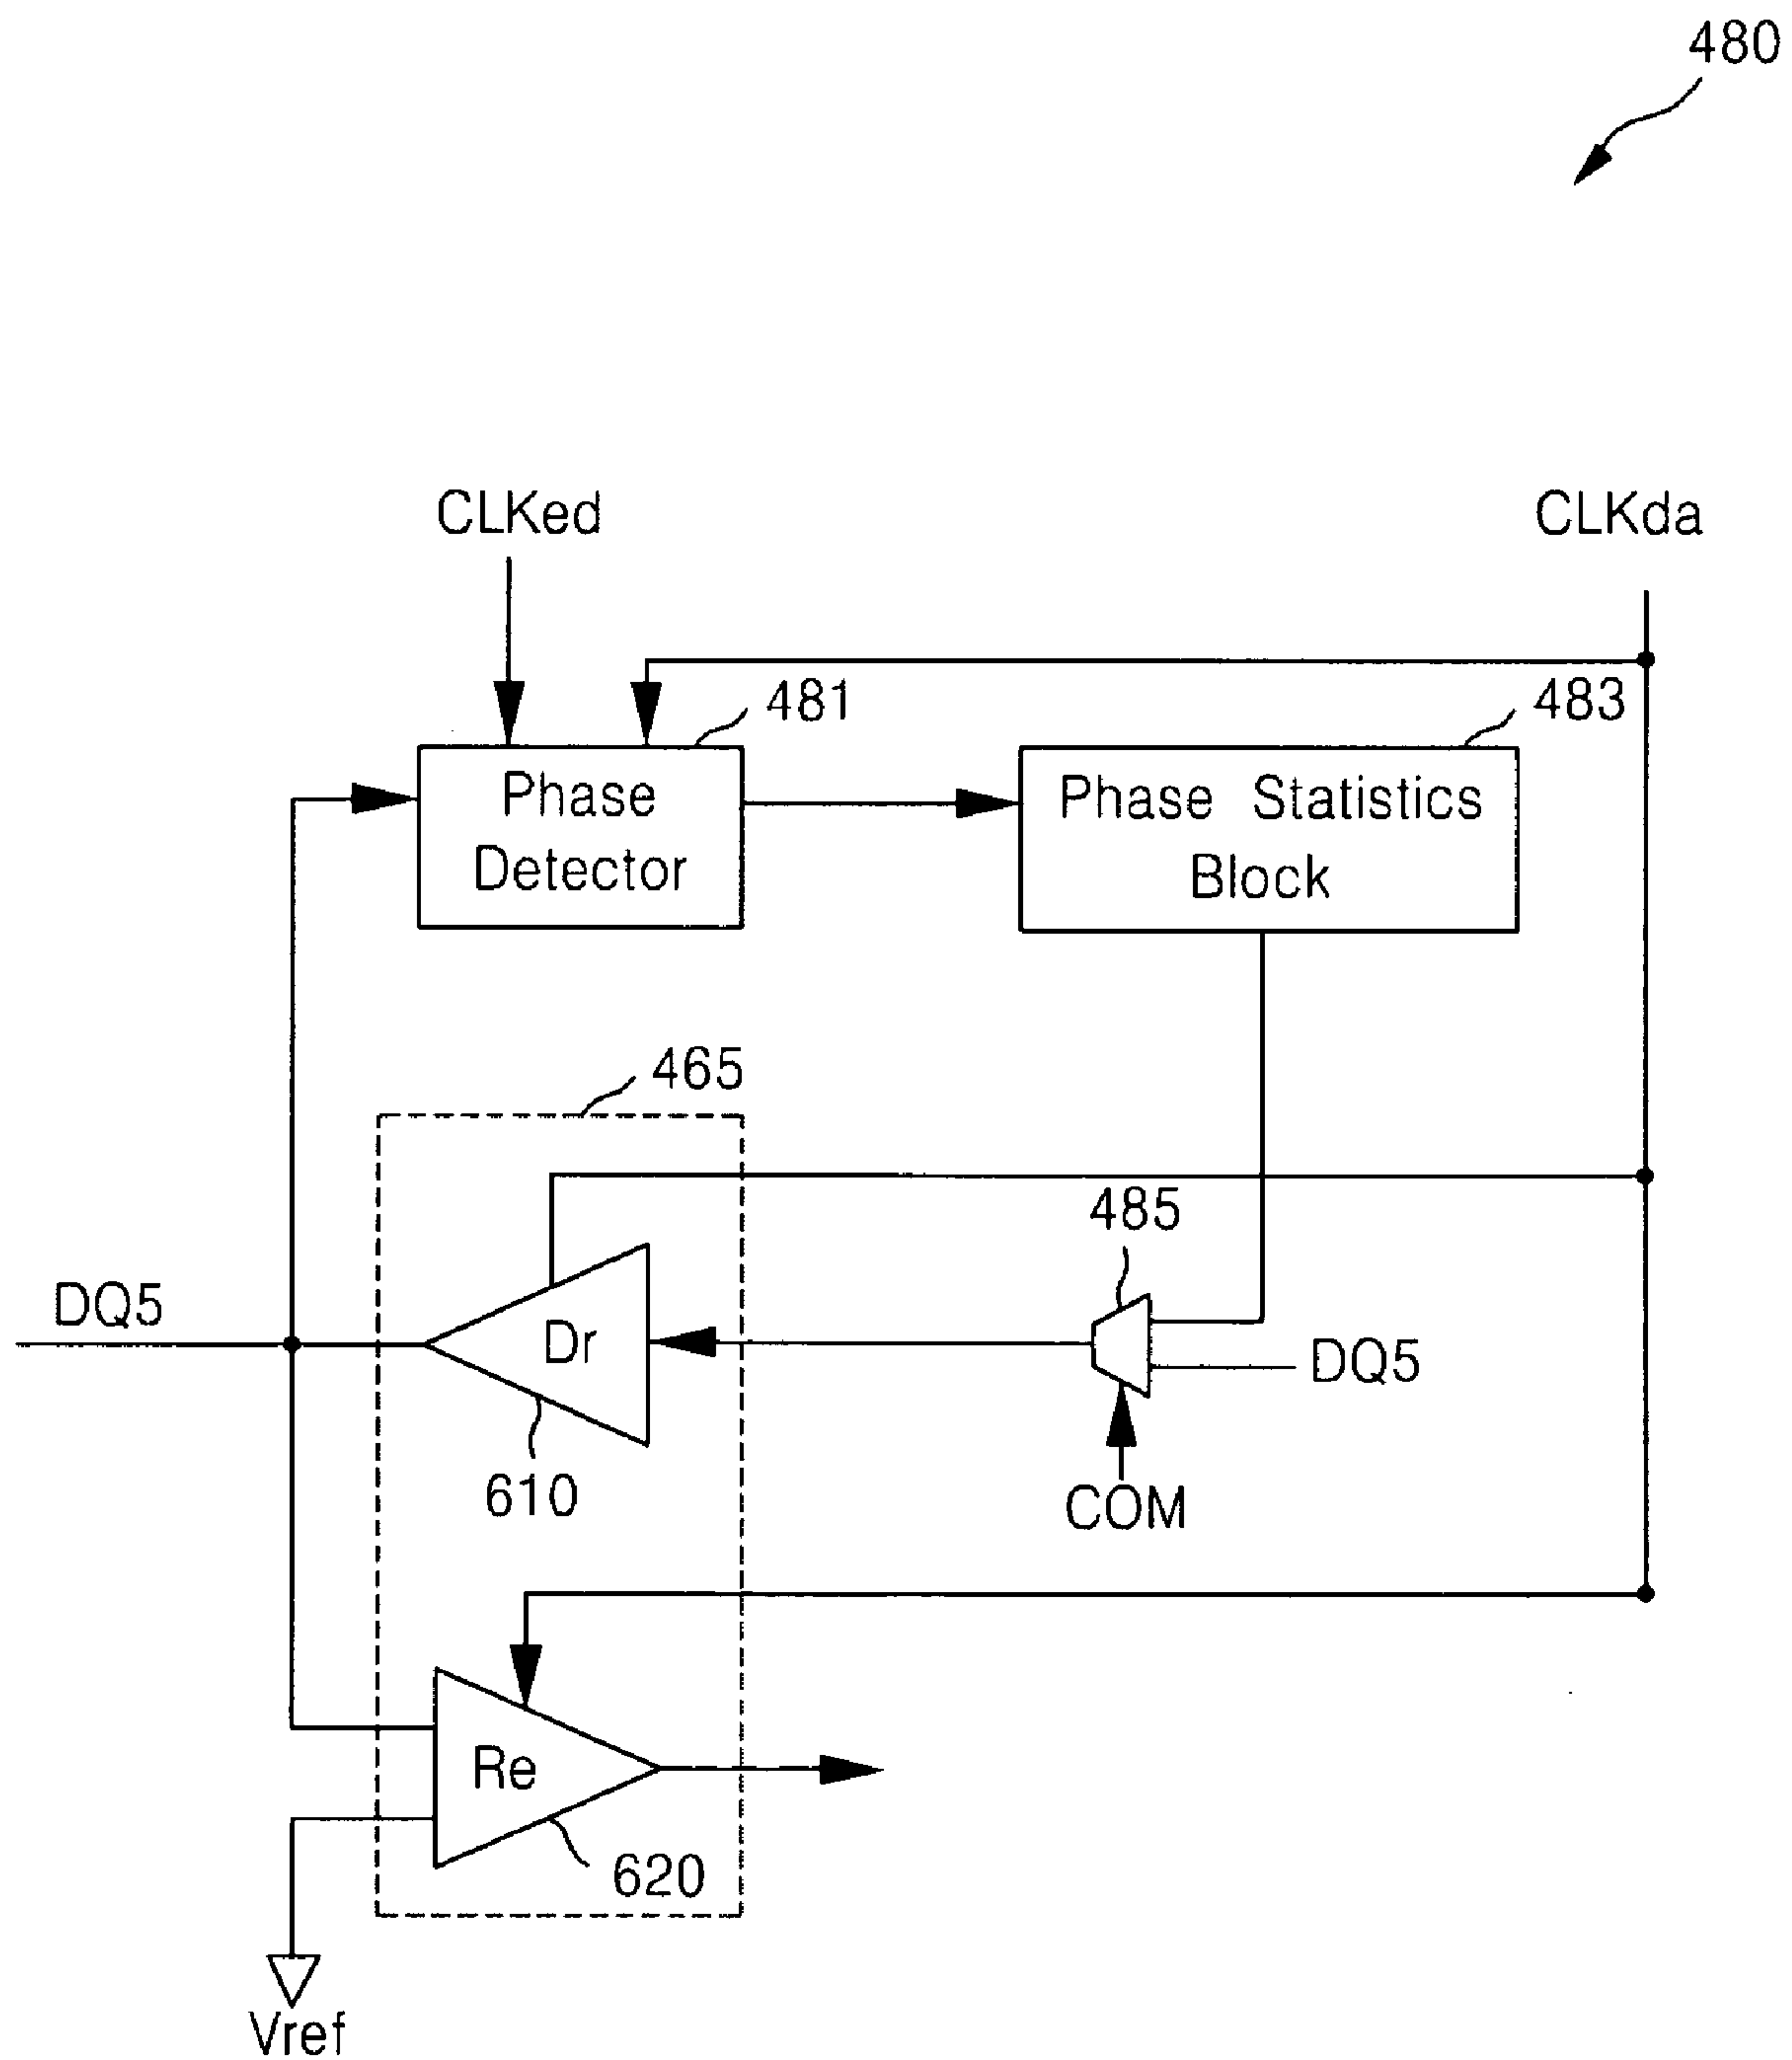 480
CLKed
CLKda
481
483
Phase
Detector
Phase Statistics
Block
465
485
DQ5
Dr
DQ5
610
COM
Re
620
Vref